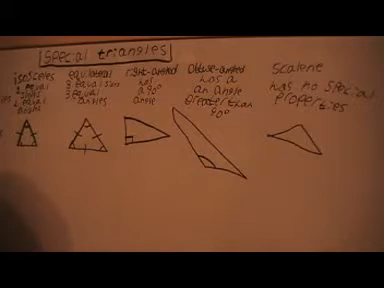 special triangles
isosceles
2 equal
sides
2 equal
angles
equilateral
3 equal sides
3 equal
angles
right-angled
has
a 90°
angle
obtuse-angled
has a
an angle
greater than
90°
scalene
has no special
properties